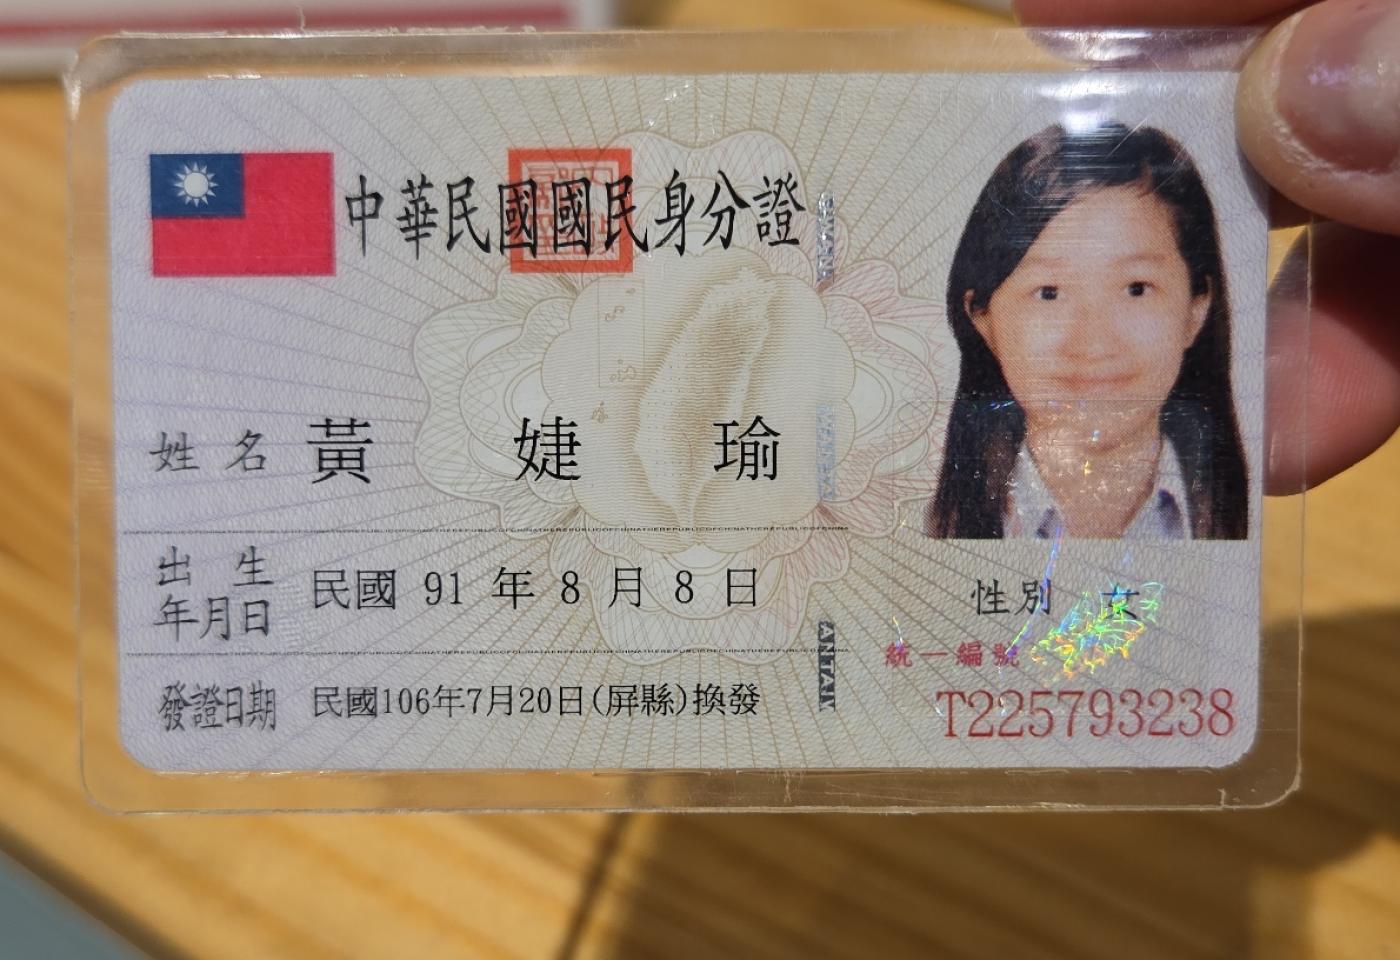 中華民國國民身分證
姓名 黃婕瑜
出生年月日 民國 91 年 8 月 8 日
性別 女
發證日期 民國106年7月20日(屏縣)換發
統一編號
T225793238